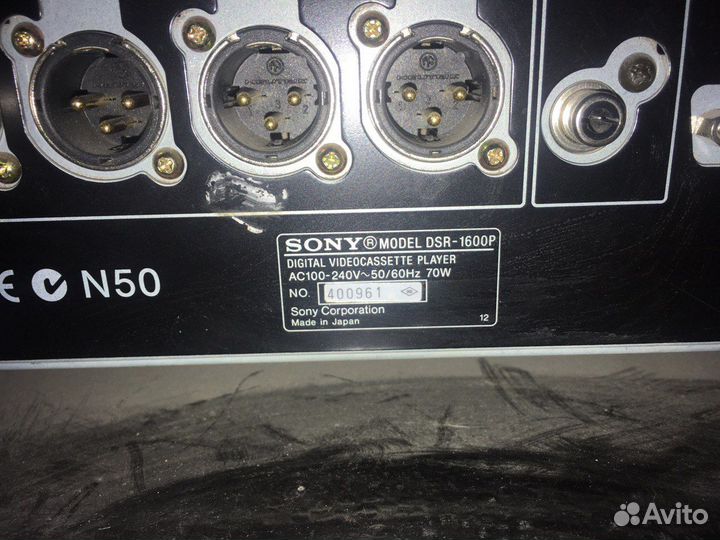 SONY® MODEL DSR-1600P
DIGITAL VIDEOCASSETTE PLAYER
AC100-240V~50/60Hz 70W
NO. 400961
Sony Corporation
Made in Japan 12
CE N50
Avito